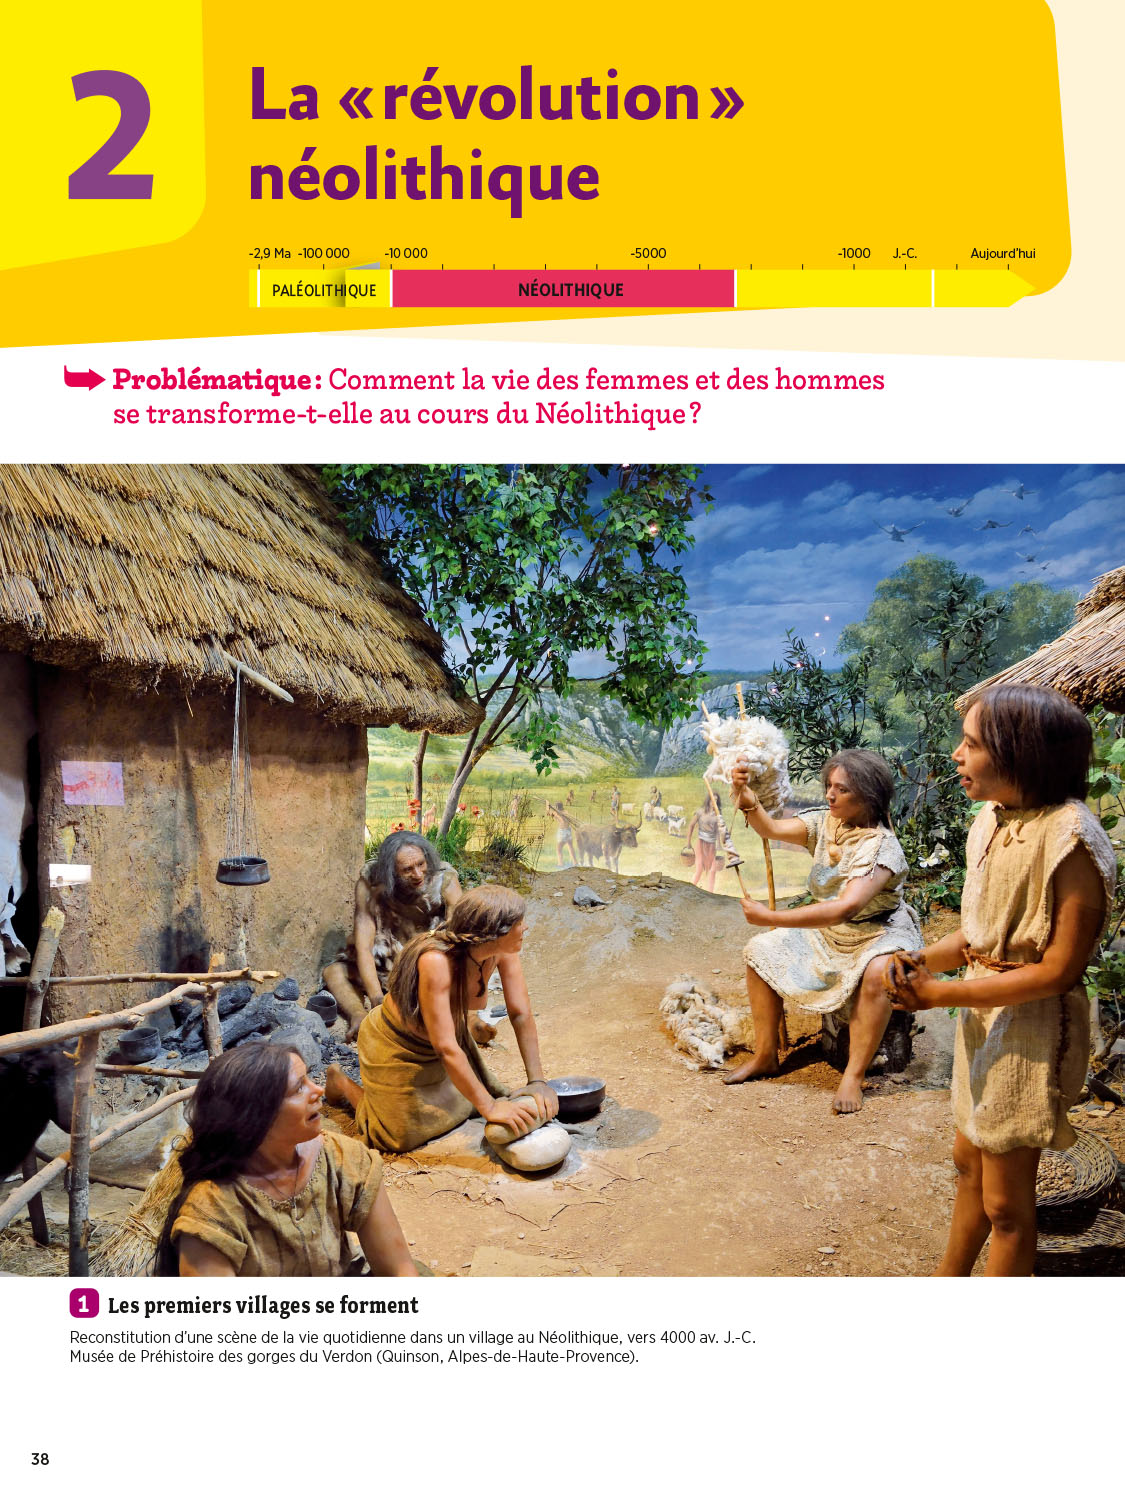 2
La « révolution »
néolithique
-2,9 Ma -100 000 -10 000 -5000 -1000 J.-C. Aujourd'hui
PALÉOLITHIQUE NÉOLITHIQUE
Problématique : Comment la vie des femmes et des hommes
se transforme-t-elle au cours du Néolithique ?
1 Les premiers villages se forment
Reconstitution d'une scène de la vie quotidienne dans un village au Néolithique, vers 4000 av. J.-C.
Musée de Préhistoire des gorges du Verdon (Quinson, Alpes-de-Haute-Provence).
38